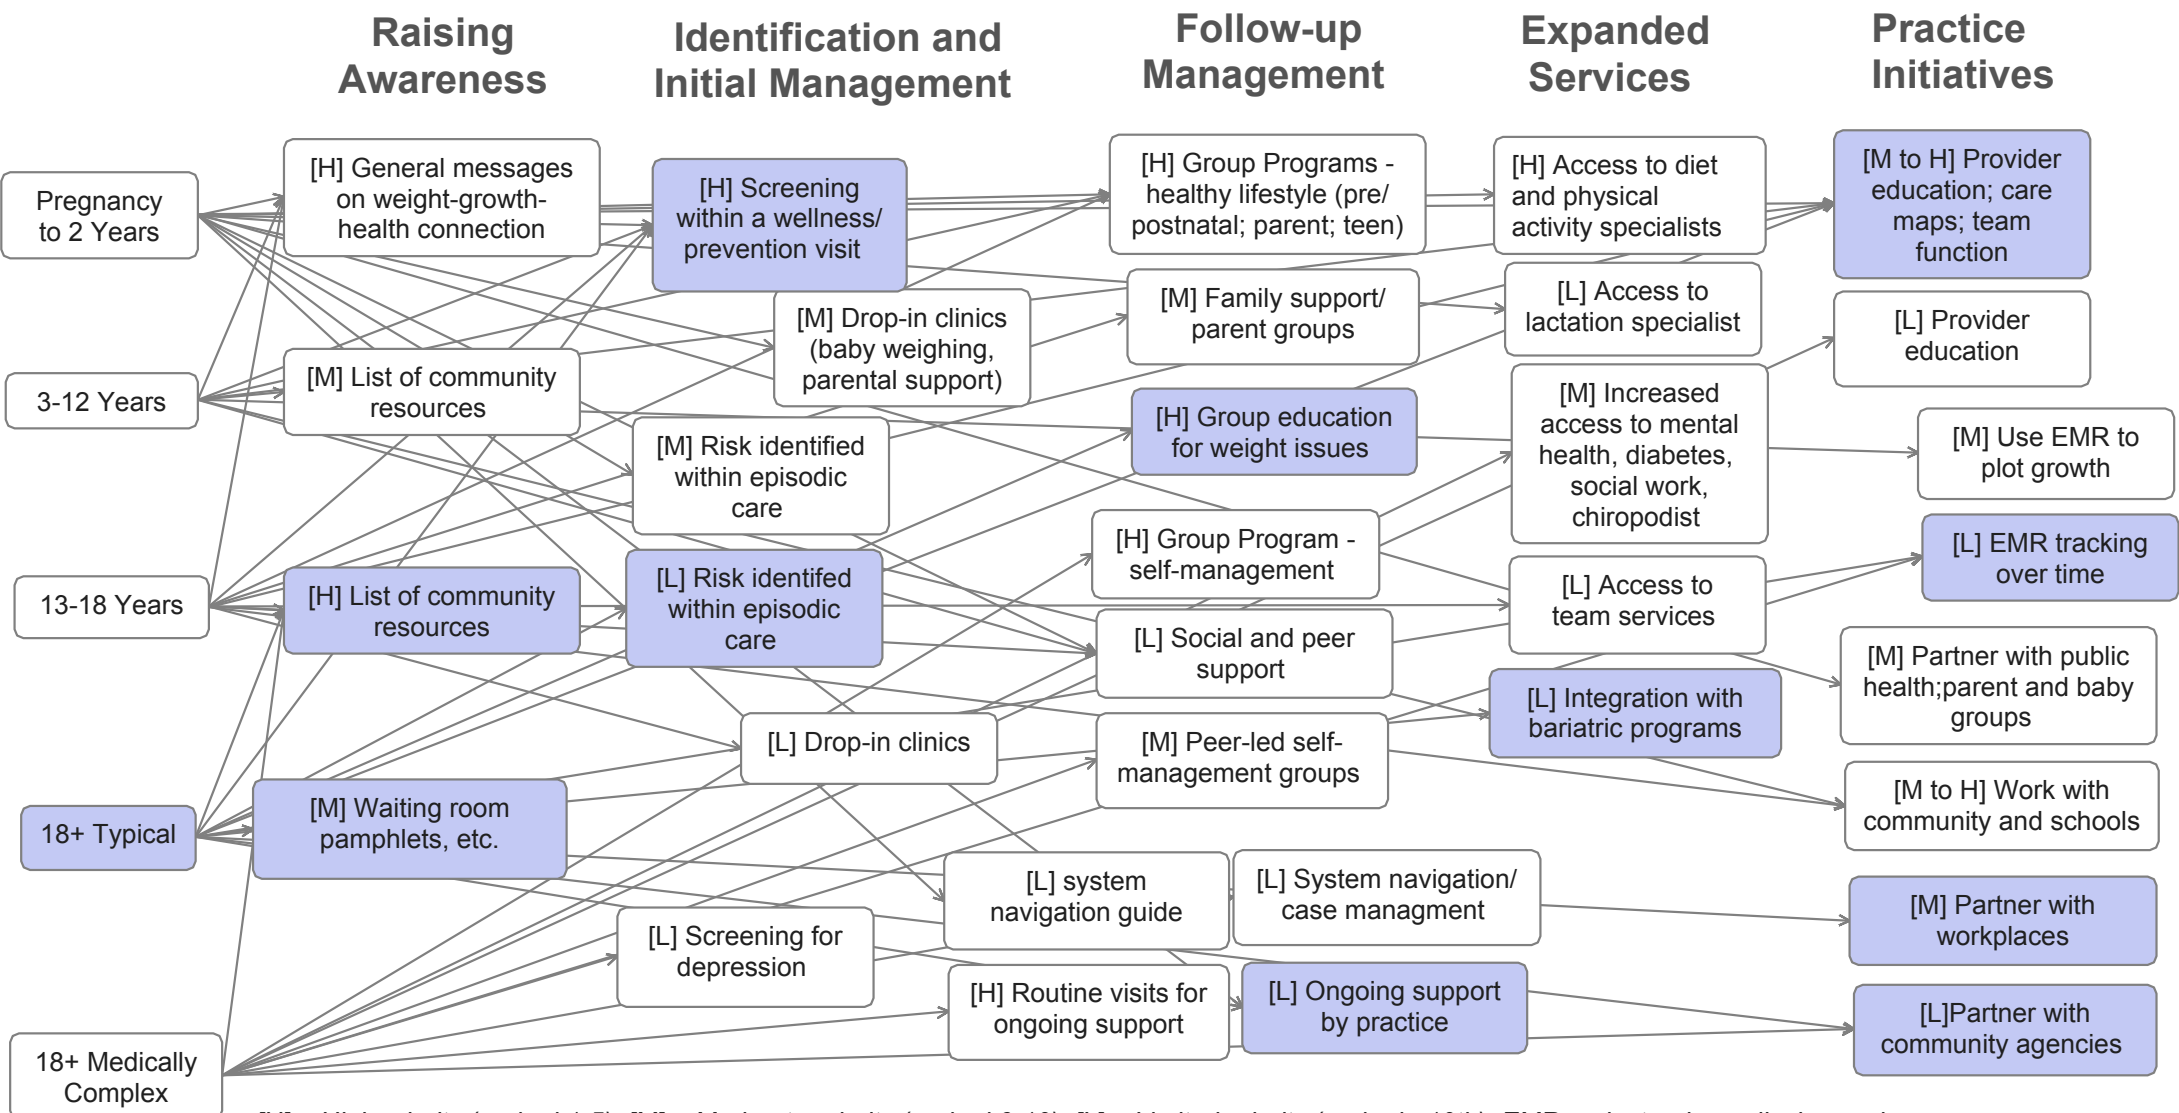 Raising
Awareness
Identification and
Initial Management
Follow-up
Management
Expanded
Services
Practice
Initiatives
Pregnancy
to 2 Years
3-12 Years
13-18 Years
18+ Typical
18+ Medically
Complex
[H] General messages
on weight-growth-
health connection
[M] List of community
resources
[H] List of community
resources
[M] Waiting room
pamphlets, etc.
[H] Screening
within a wellness/
prevention visit
[M] Drop-in clinics
(baby weighing,
parental support)
[M] Risk identified
within episodic
care
[L] Risk identifed
within episodic
care
[L] Drop-in clinics
[L] Screening for
depression
[H] Group Programs -
healthy lifestyle (pre/
postnatal; parent; teen)
[M] Family support/
parent groups
[H] Group education
for weight issues
[H] Group Program -
self-management
[L] Social and peer
support
[M] Peer-led self-
management groups
[L] system
navigation guide
[H] Routine visits for
ongoing support
[H] Access to diet
and physical
activity specialists
[L] Access to
lactation specialist
[M] Increased
access to mental
health, diabetes,
social work,
chiropodist
[L] Access to
team services
[L] Integration with
bariatric programs
[L] System navigation/
case managment
[L] Ongoing support
by practice
[M to H] Provider
education; care
maps; team
function
[L] Provider
education
[M] Use EMR to
plot growth
[L] EMR tracking
over time
[M] Partner with public
health;parent and baby
groups
[M to H] Work with
community and schools
[M] Partner with
workplaces
[L]Partner with
community agencies